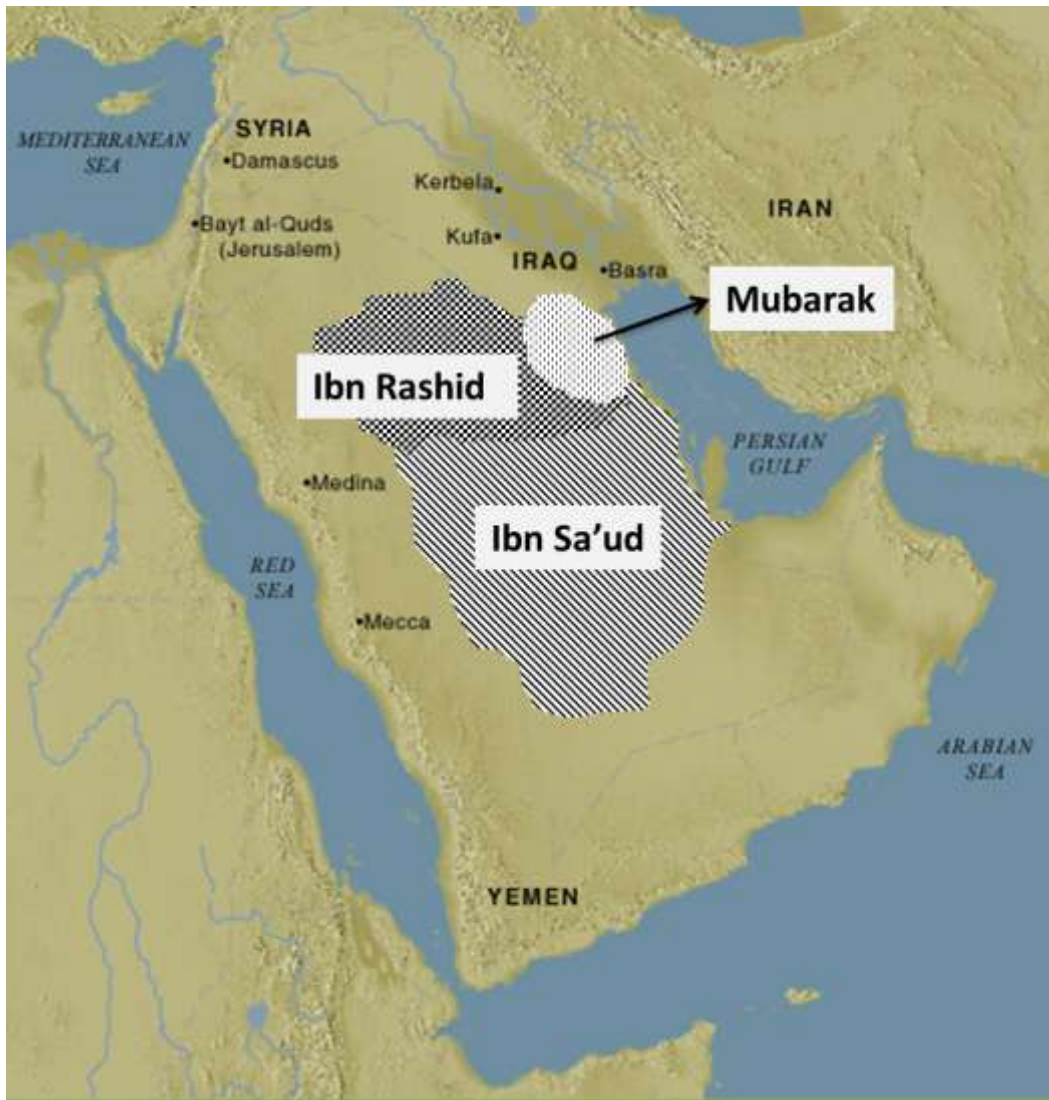 SYRIA
MEDITERRANEAN
SEA
•Damascus
Kerbela•
IRAN
•Bayt al-Quds
(Jerusalem)
Kufa•
IRAQ
•Basra
Mubarak
Ibn Rashid
PERSIAN
GULF
•Medina
Ibn Sa’ud
RED
SEA
•Mecca
ARABIAN
SEA
YEMEN